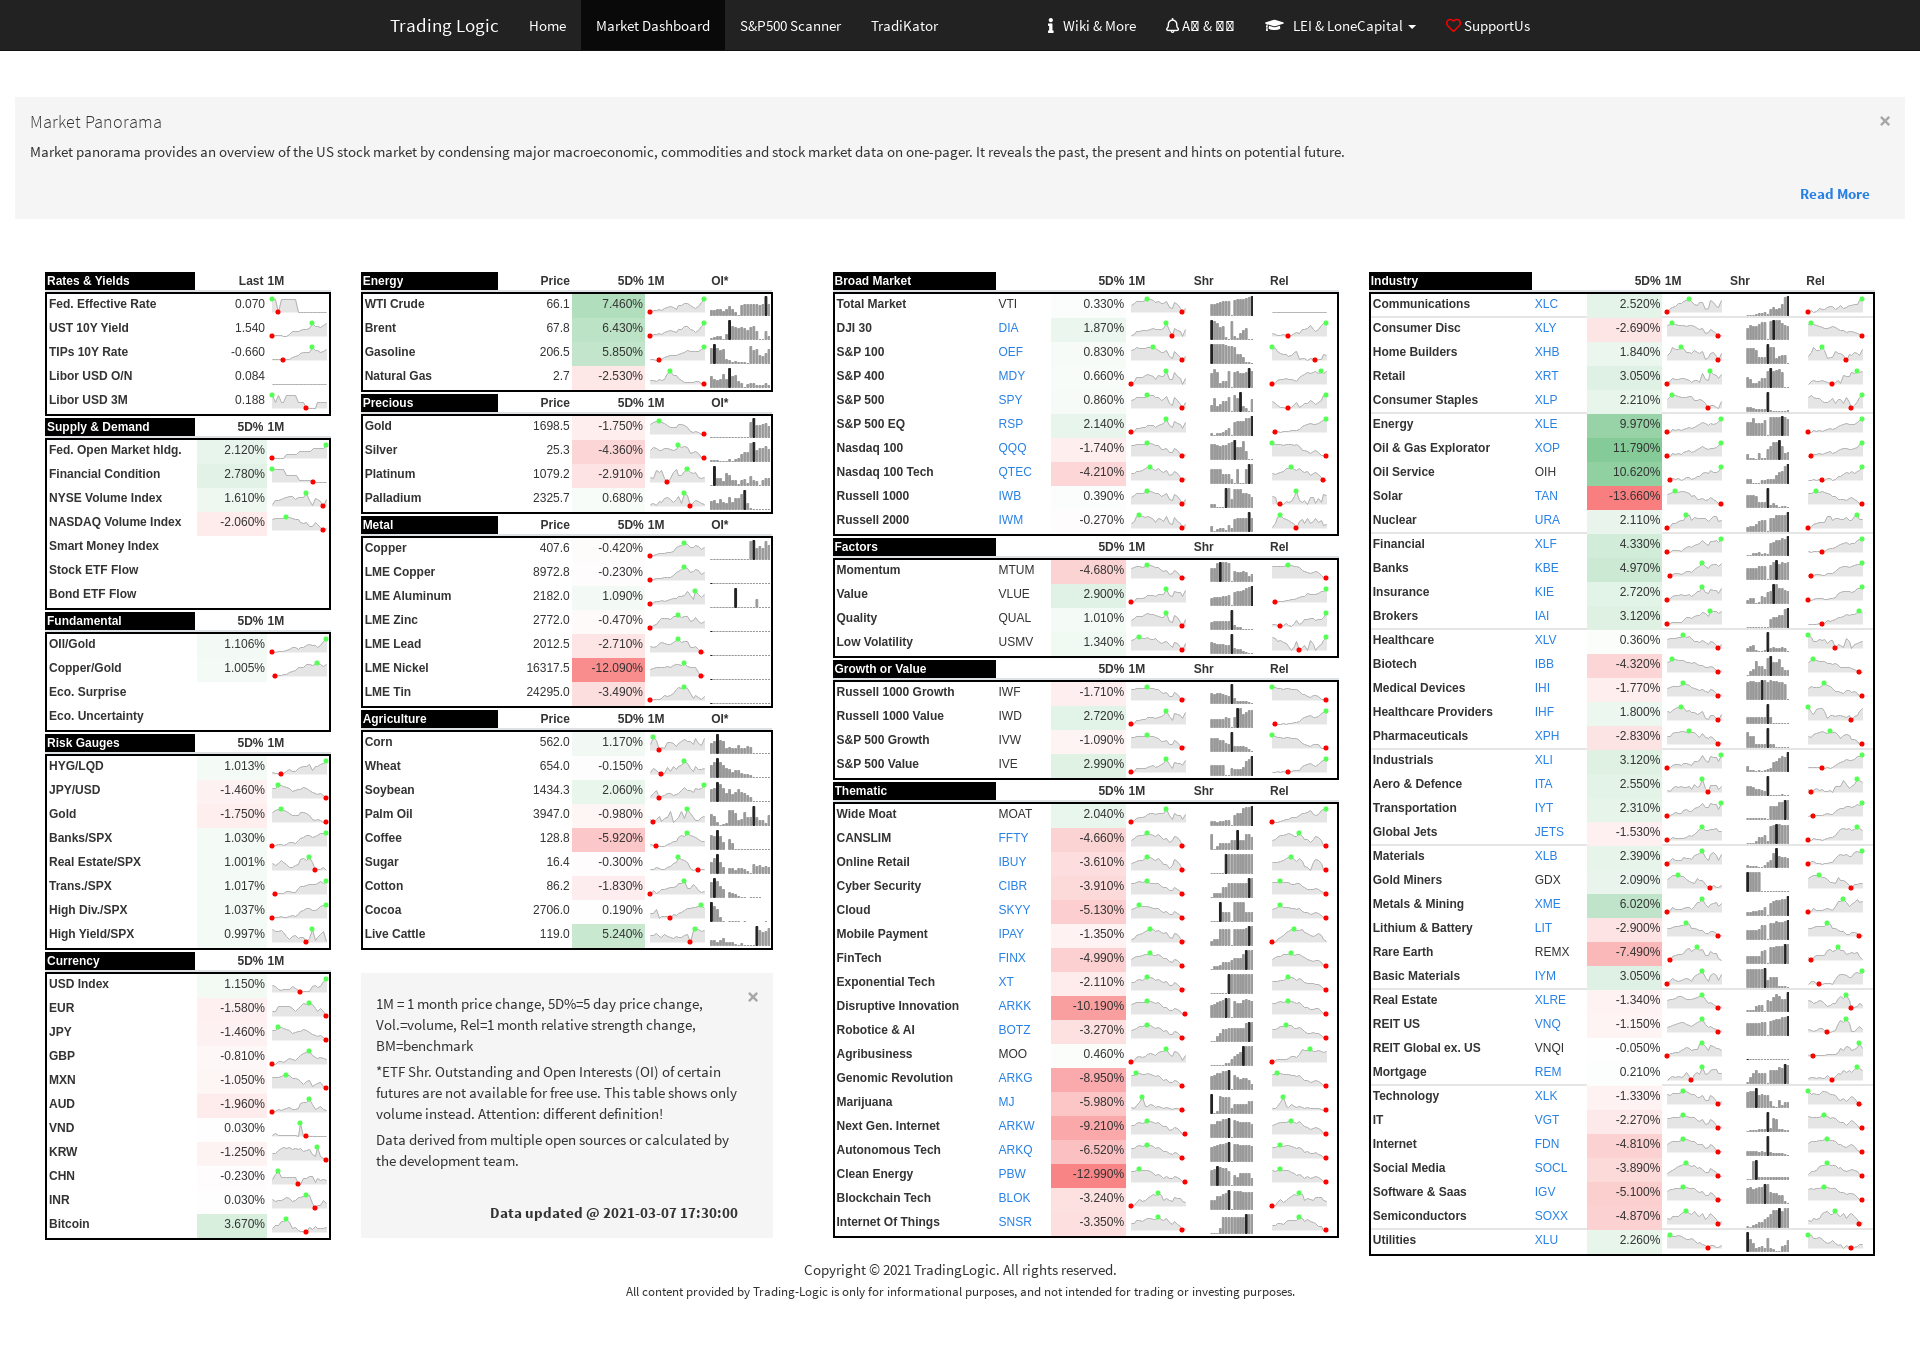 Trading Logic Home Market Dashboard S&P500 Scanner TradiKator Wiki & More LEI & LoneCapital SupportUs
Market Panorama ×
Market panorama provides an overview of the US stock market by condensing major macroeconomic, commodities and stock market data on one-pager. It reveals the past, the present and hints on potential future.
Read More
Rates & Yields Last 1M
Fed. Effective Rate 0.070
UST 10Y Yield 1.540
TIPs 10Y Rate -0.660
Libor USD O/N 0.084
Libor USD 3M 0.188
Supply & Demand 5D% 1M
Fed. Open Market hldg. 2.120%
Financial Condition 2.780%
NYSE Volume Index 1.610%
NASDAQ Volume Index -2.060%
Smart Money Index
Stock ETF Flow
Bond ETF Flow
Fundamental 5D% 1M
OIl/Gold 1.106%
Copper/Gold 1.005%
Eco. Surprise
Eco. Uncertainty
Risk Gauges 5D% 1M
HYG/LQD 1.013%
JPY/USD -1.460%
Gold -1.750%
Banks/SPX 1.030%
Real Estate/SPX 1.001%
Trans./SPX 1.017%
High Div./SPX 1.037%
High Yield/SPX 0.997%
Currency 5D% 1M
USD Index 1.150%
EUR -1.580%
JPY -1.460%
GBP -0.810%
MXN -1.050%
AUD -1.960%
VND 0.030%
KRW -1.250%
CHN -0.230%
INR 0.030%
Bitcoin 3.670%
Energy Price 5D% 1M OI*
WTI Crude 66.1 7.460%
Brent 67.8 6.430%
Gasoline 206.5 5.850%
Natural Gas 2.7 -2.530%
Precious Price 5D% 1M OI*
Gold 1698.5 -1.750%
Silver 25.3 -4.360%
Platinum 1079.2 -2.910%
Palladium 2325.7 0.680%
Metal Price 5D% 1M OI*
Copper 407.6 -0.420%
LME Copper 8972.8 -0.230%
LME Aluminum 2182.0 1.090%
LME Zinc 2772.0 -0.470%
LME Lead 2012.5 -2.710%
LME Nickel 16317.5 -12.090%
LME Tin 24295.0 -3.490%
Agriculture Price 5D% 1M OI*
Corn 562.0 1.170%
Wheat 654.0 -0.150%
Soybean 1434.3 2.060%
Palm Oil 3947.0 -0.980%
Coffee 128.8 -5.920%
Sugar 16.4 -0.300%
Cotton 86.2 -1.830%
Cocoa 2706.0 0.190%
Live Cattle 119.0 5.240%
×
1M = 1 month price change, 5D%=5 day price change,
Vol.=volume, Rel=1 month relative strength change,
BM=benchmark
*ETF Shr. Outstanding and Open Interests (OI) of certain
futures are not available for free use. This table shows only
volume instead. Attention: different definition!
Data derived from multiple open sources or calculated by
the development team.
Data updated @ 2021-03-07 17:30:00
Broad Market 5D% 1M Shr Rel
Total Market VTI 0.330%
DJI 30 DIA 1.870%
S&P 100 OEF 0.830%
S&P 400 MDY 0.660%
S&P 500 SPY 0.860%
S&P 500 EQ RSP 2.140%
Nasdaq 100 QQQ -1.740%
Nasdaq 100 Tech QTEC -4.210%
Russell 1000 IWB 0.390%
Russell 2000 IWM -0.270%
Factors 5D% 1M Shr Rel
Momentum MTUM -4.680%
Value VLUE 2.900%
Quality QUAL 1.010%
Low Volatility USMV 1.340%
Growth or Value 5D% 1M Shr Rel
Russell 1000 Growth IWF -1.710%
Russell 1000 Value IWD 2.720%
S&P 500 Growth IVW -1.090%
S&P 500 Value IVE 2.990%
Thematic 5D% 1M Shr Rel
Wide Moat MOAT 2.040%
CANSLIM FFTY -4.660%
Online Retail IBUY -3.610%
Cyber Security CIBR -3.910%
Cloud SKYY -5.130%
Mobile Payment IPAY -1.350%
FinTech FINX -4.990%
Exponential Tech XT -2.110%
Disruptive Innovation ARKK -10.190%
Robotice & AI BOTZ -3.270%
Agribusiness MOO 0.460%
Genomic Revolution ARKG -8.950%
Marijuana MJ -5.980%
Next Gen. Internet ARKW -9.210%
Autonomous Tech ARKQ -6.520%
Clean Energy PBW -12.990%
Blockchain Tech BLOK -3.240%
Internet Of Things SNSR -3.350%
Industry 5D% 1M Shr Rel
Communications XLC 2.520%
Consumer Disc XLY -2.690%
Home Builders XHB 1.840%
Retail XRT 3.050%
Consumer Staples XLP 2.210%
Energy XLE 9.970%
Oil & Gas Explorator XOP 11.790%
Oil Service OIH 10.620%
Solar TAN -13.660%
Nuclear URA 2.110%
Financial XLF 4.330%
Banks KBE 4.970%
Insurance KIE 2.720%
Brokers IAI 3.120%
Healthcare XLV 0.360%
Biotech IBB -4.320%
Medical Devices IHI -1.770%
Healthcare Providers IHF 1.800%
Pharmaceuticals XPH -2.830%
Industrials XLI 3.120%
Aero & Defence ITA 2.550%
Transportation IYT 2.310%
Global Jets JETS -1.530%
Materials XLB 2.390%
Gold Miners GDX 2.090%
Metals & Mining XME 6.020%
Lithium & Battery LIT -2.900%
Rare Earth REMX -7.490%
Basic Materials IYM 3.050%
Real Estate XLRE -1.340%
REIT US VNQ -1.150%
REIT Global ex. US VNQI -0.050%
Mortgage REM 0.210%
Technology XLK -1.330%
IT VGT -2.270%
Internet FDN -4.810%
Social Media SOCL -3.890%
Software & Saas IGV -5.100%
Semiconductors SOXX -4.870%
Utilities XLU 2.260%
Copyright © 2021 TradingLogic. All rights reserved.
All content provided by Trading-Logic is only for informational purposes, and not intended for trading or investing purposes.